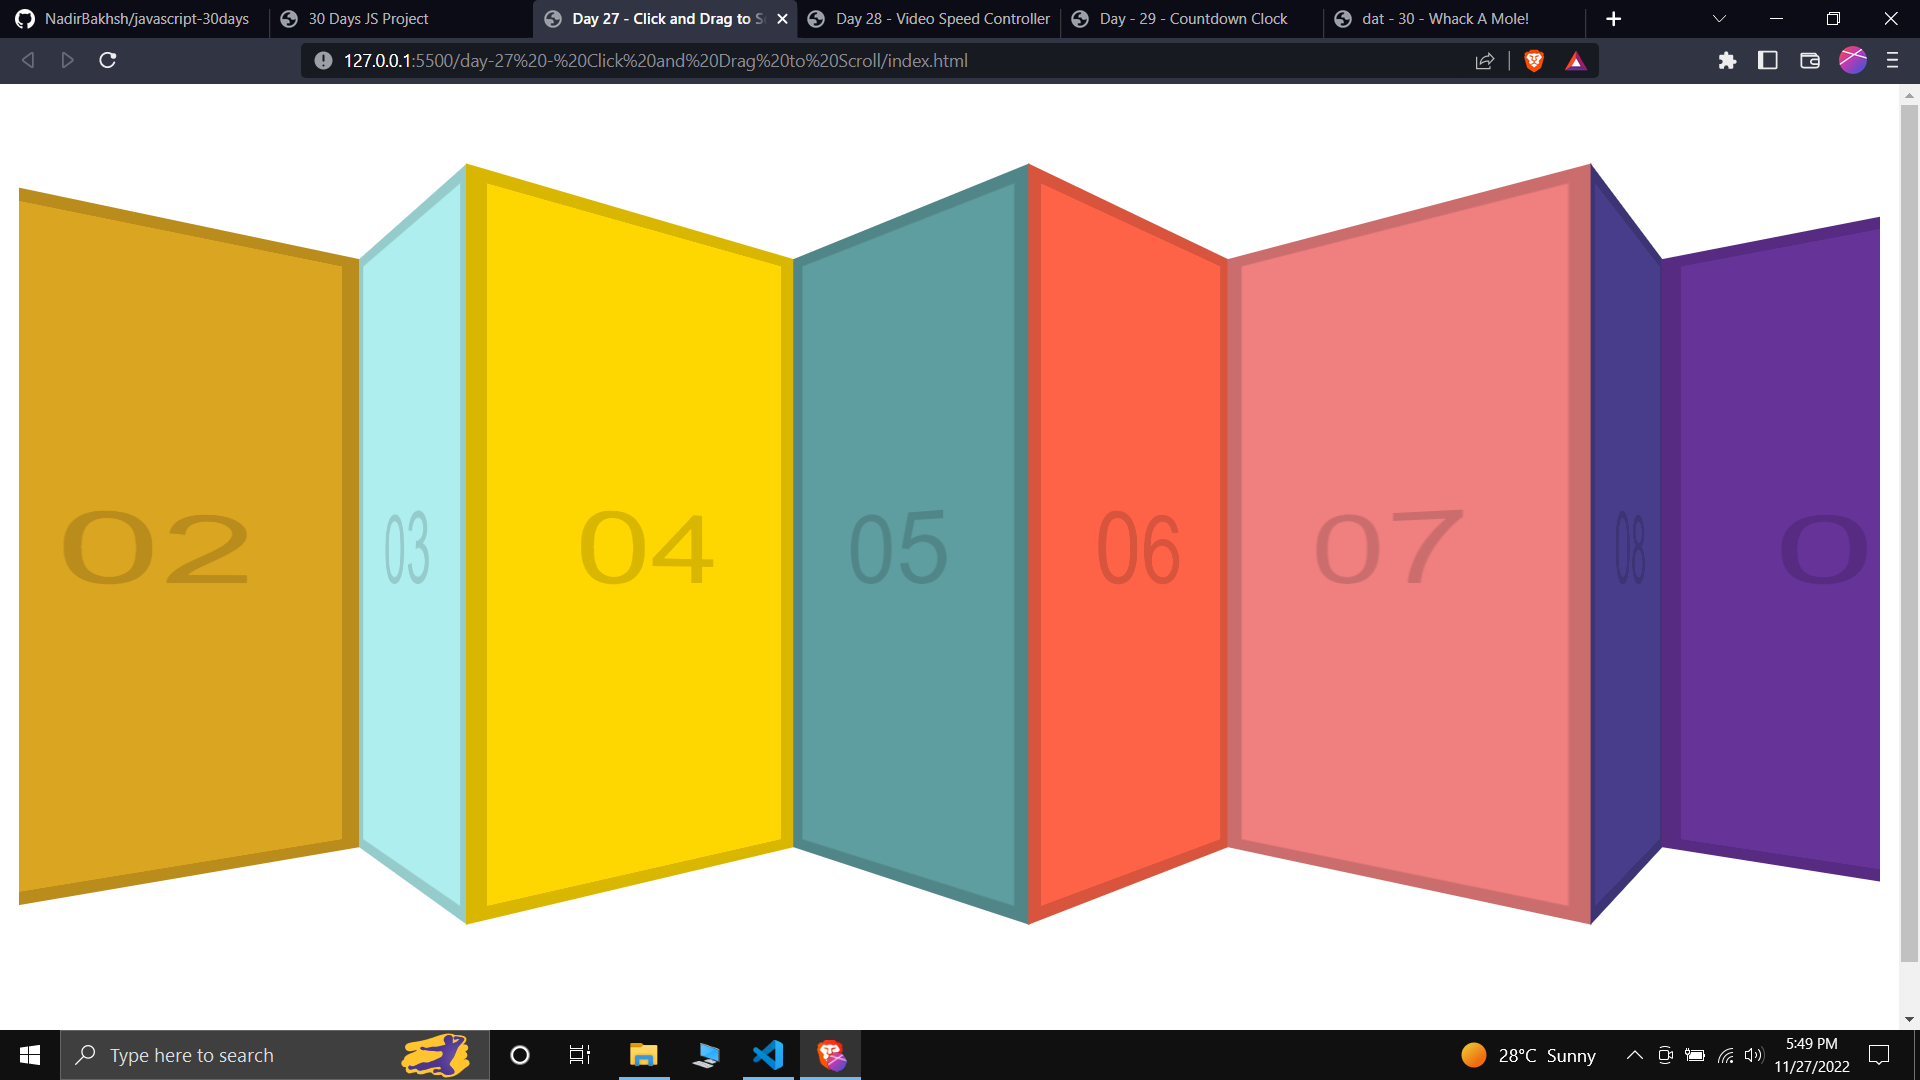 NadirBakhsh/javascript-30days
30 Days JS Project
Day 27 - Click and Drag to Sc
Day 28 - Video Speed Controller
Day - 29 - Countdown Clock
dat - 30 - Whack A Mole!
127.0.0.1:5500/day-27%20-%20Click%20and%20Drag%20to%20Scroll/index.html
02
03
04
05
06
07
08
0
Type here to search
28°C Sunny
5:49 PM
11/27/2022